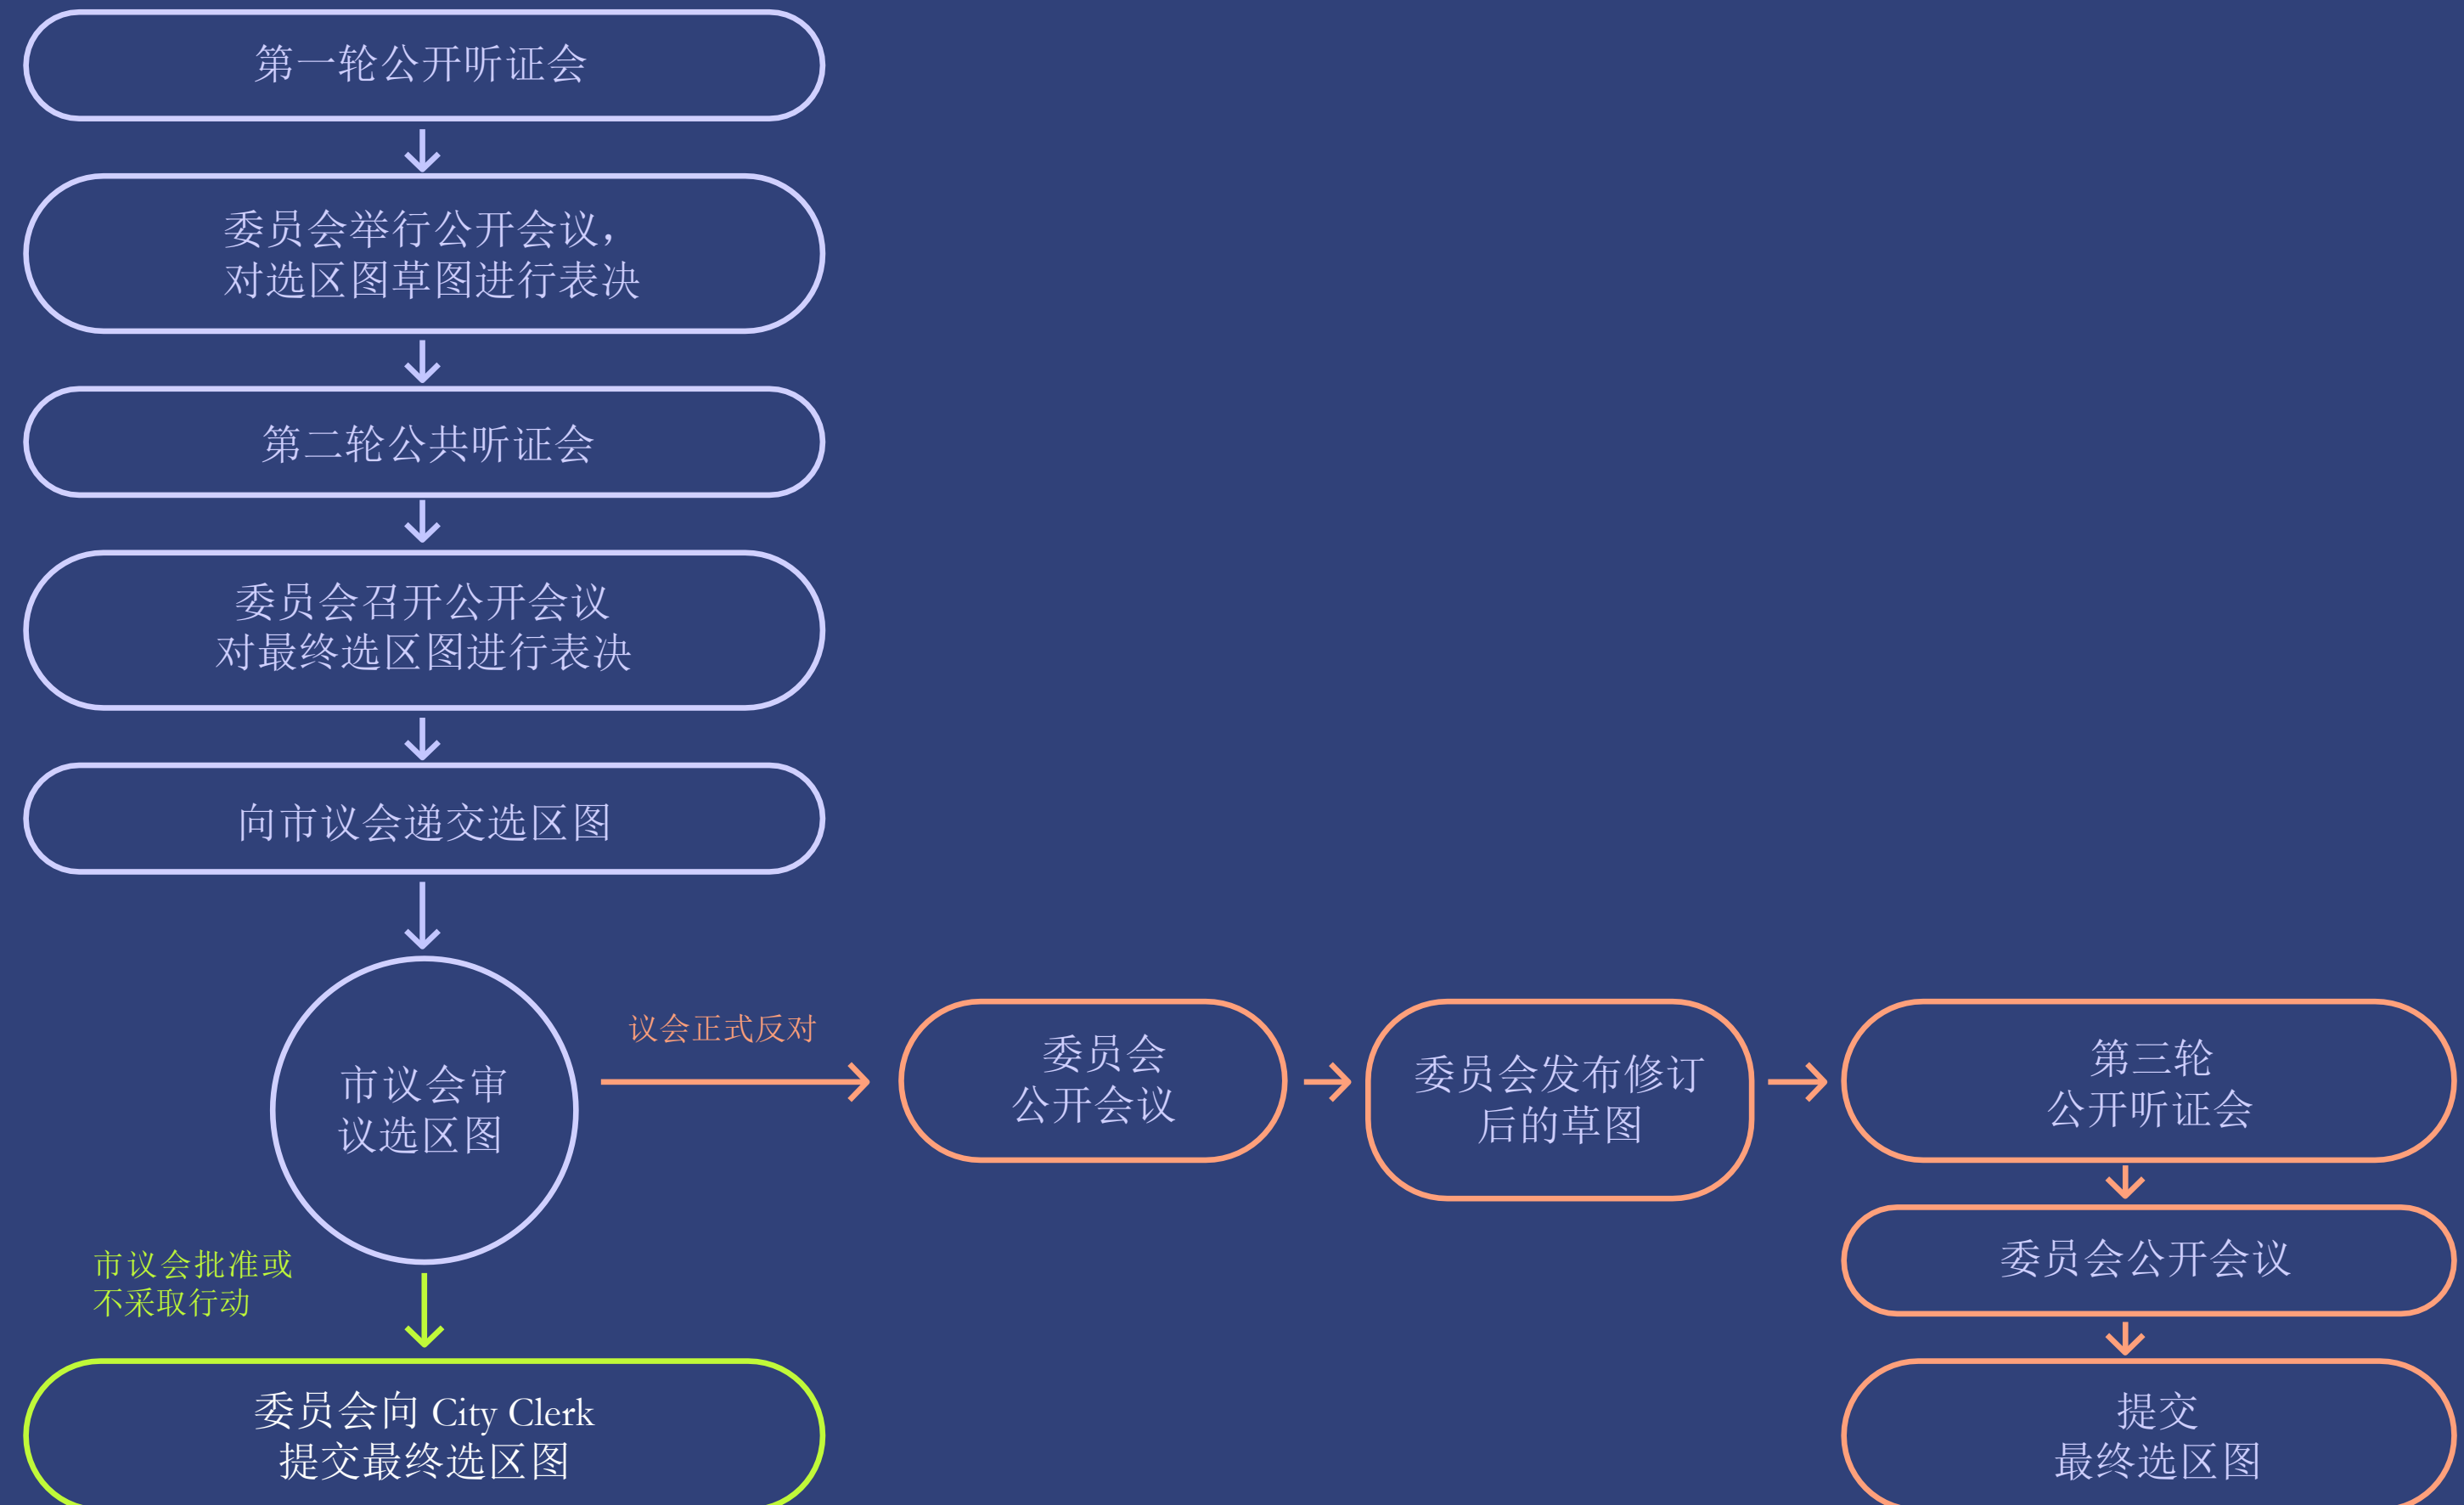 第一轮公开听证会
委员会举行公开会议，
对选区图草图进行表决
第二轮公共听证会
委员会召开公开会议
对最终选区图进行表决
向市议会递交选区图
市议会审
议选区图
议会正式反对
委员会
公开会议
委员会发布修订
后的草图
第三轮
公开听证会
委员会公开会议
提交
最终选区图
市议会批准或
不采取行动
委员会向 City Clerk
提交最终选区图